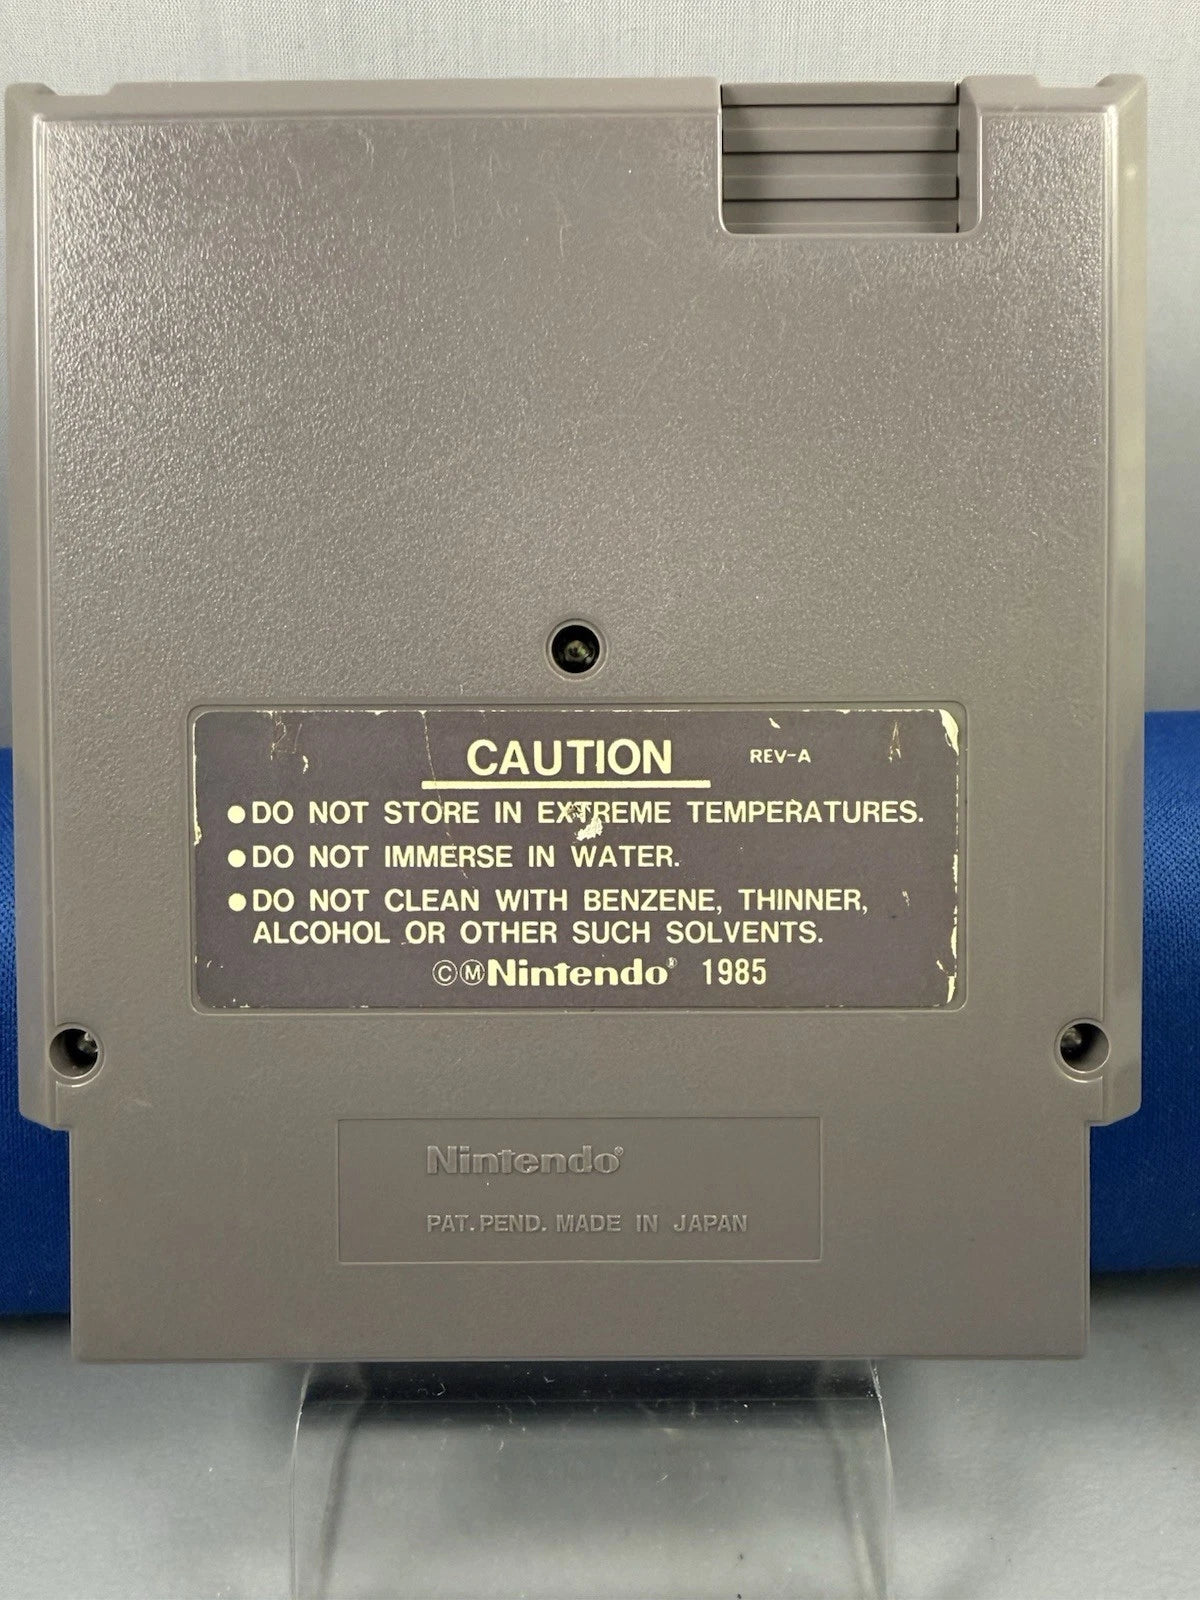 CAUTION REV-A
●DO NOT STORE IN EXTREME TEMPERATURES.
●DO NOT IMMERSE IN WATER.
●DO NOT CLEAN WITH BENZENE, THINNER,
ALCOHOL OR OTHER SUCH SOLVENTS.
ⒸⓂNintendo® 1985
Nintendo®
PAT. PEND. MADE IN JAPAN